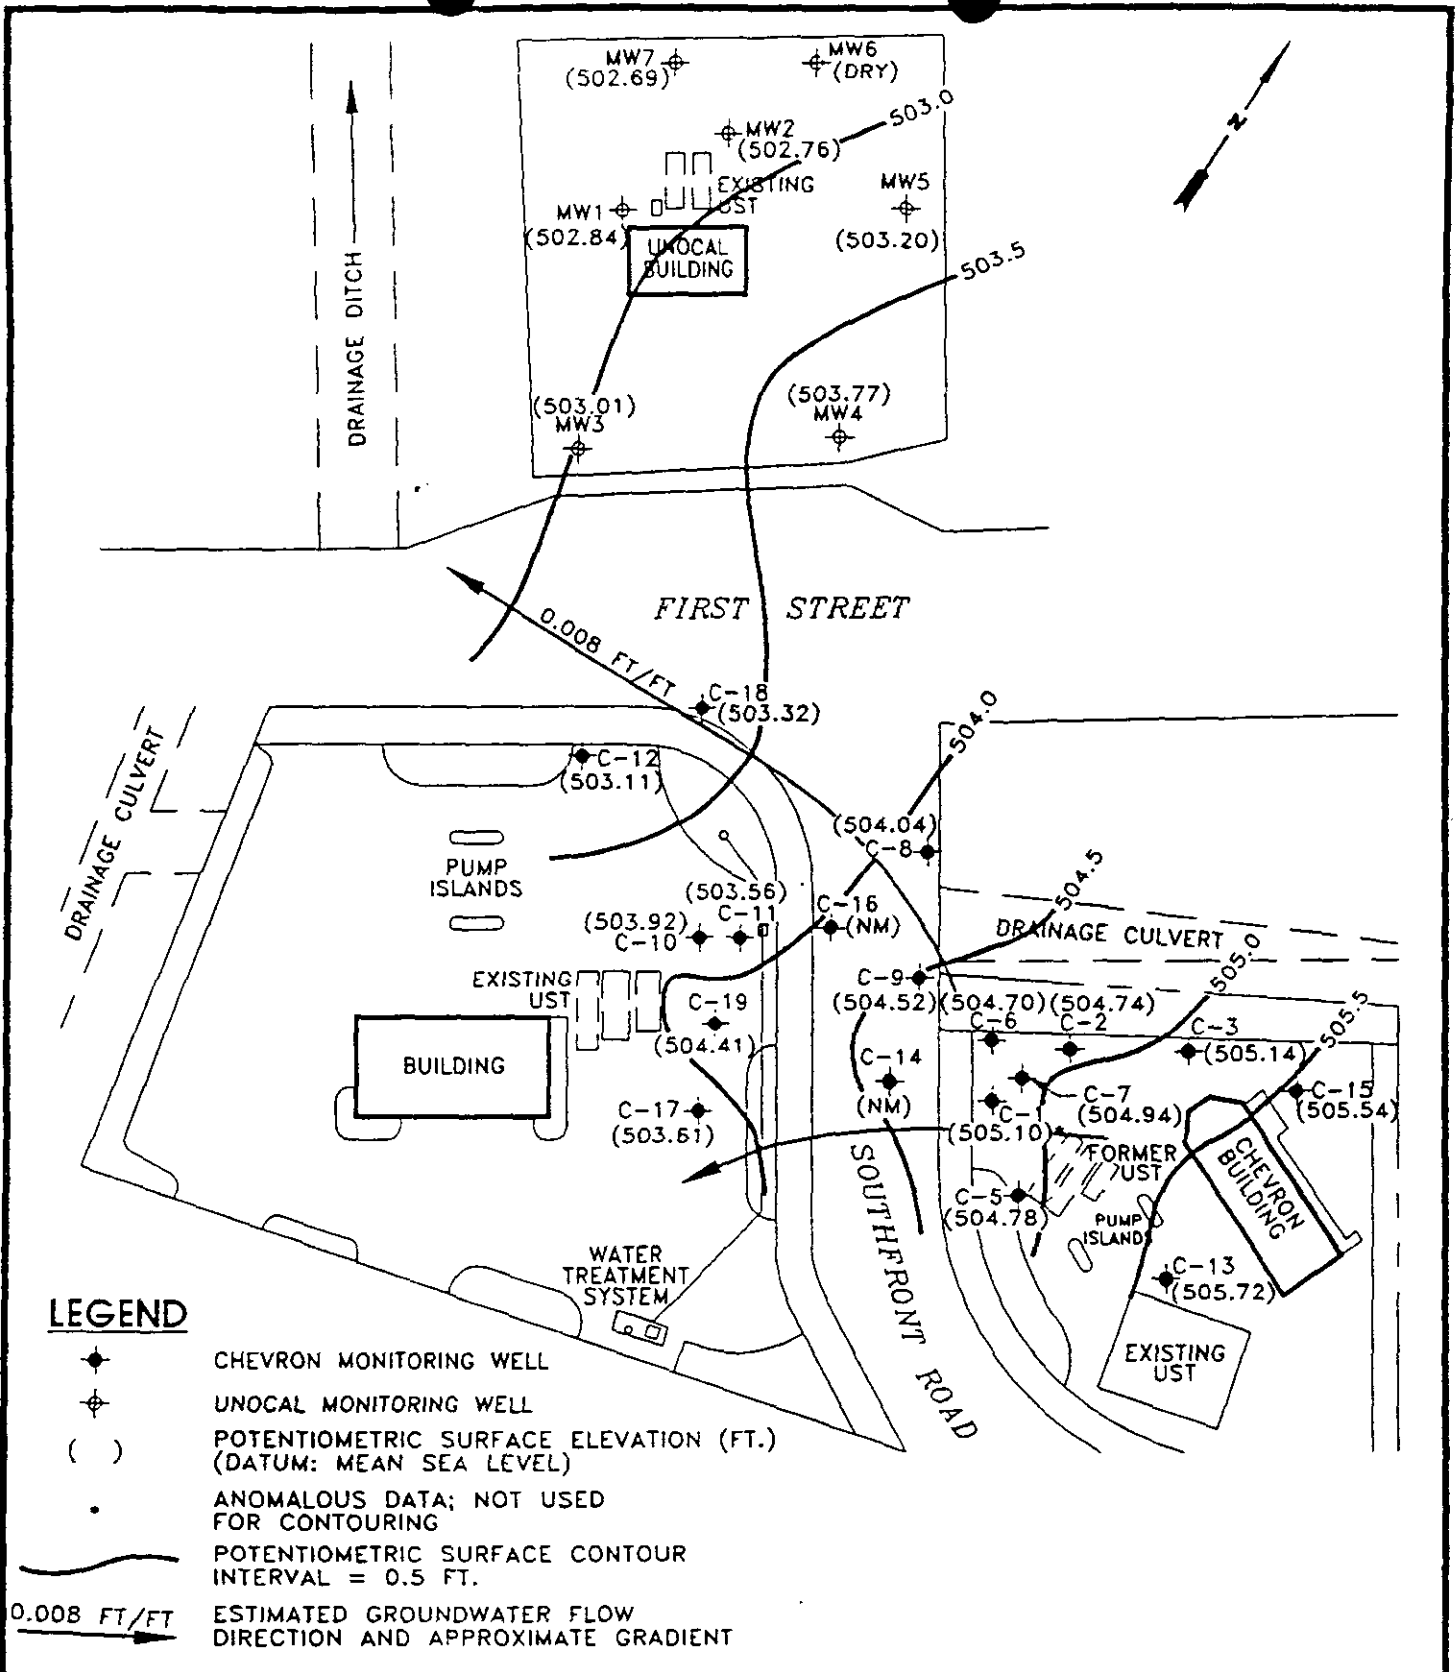 MW7
(502.69)
MW6
(DRY)
503.0
N
MW2
(502.76)
EXISTING
UST
MW5
(503.20)
MW1
(502.84)
UNOCAL
BUILDING
503.5
DRAINAGE DITCH
(503.01)
MW3
(503.77)
MW4
FIRST STREET
0.008 FT/FT
C-18
(503.32)
504.0
C-12
(503.11)
DRAINAGE CULVERT
(504.04)
C-8
PUMP
ISLANDS
504.5
(503.56)
C-11
C-16
(NM)
(503.92)
C-10
DRAINAGE CULVERT
505.0
EXISTING
UST
C-9
(504.52)
(504.70)
C-6
(504.74)
C-2
505.5
C-19
(504.41)
C-3
(505.14)
BUILDING
C-14
(NM)
C-7
(504.94)
C-15
(505.54)
C-17
(503.61)
C-1
(505.10)
FORMER
UST
CHEVRON
BUILDING
C-5
(504.78)
PUMP
ISLANDS
SOUTHFRONT ROAD
WATER
TREATMENT
SYSTEM
C-13
(505.72)
EXISTING
UST
LEGEND
CHEVRON MONITORING WELL
UNOCAL MONITORING WELL
( ) POTENTIOMETRIC SURFACE ELEVATION (FT.)
(DATUM: MEAN SEA LEVEL)
• ANOMALOUS DATA; NOT USED
FOR CONTOURING
POTENTIOMETRIC SURFACE CONTOUR
INTERVAL = 0.5 FT.
0.008 FT/FT ESTIMATED GROUNDWATER FLOW
DIRECTION AND APPROXIMATE GRADIENT